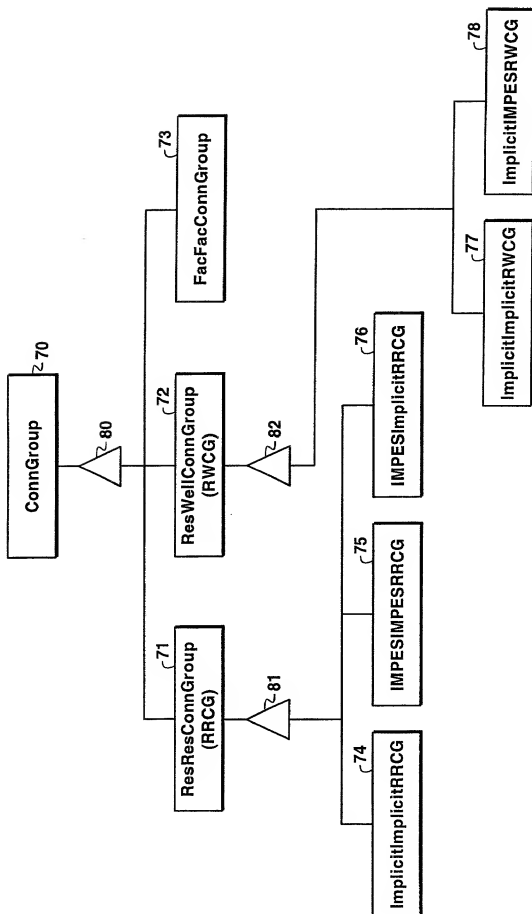 ConnGroup
70
80
ResResConnGroup
(RRCG)
71
ResWellConnGroup
(RWCG)
72
FacFacConnGroup
73
81
82
ImplicitImplicitRRCG
74
IMPESIMPESRRCG
75
IMPESImplicitRRCG
76
ImplicitImplicitRWCG
77
ImplicitIMPESRWCG
78